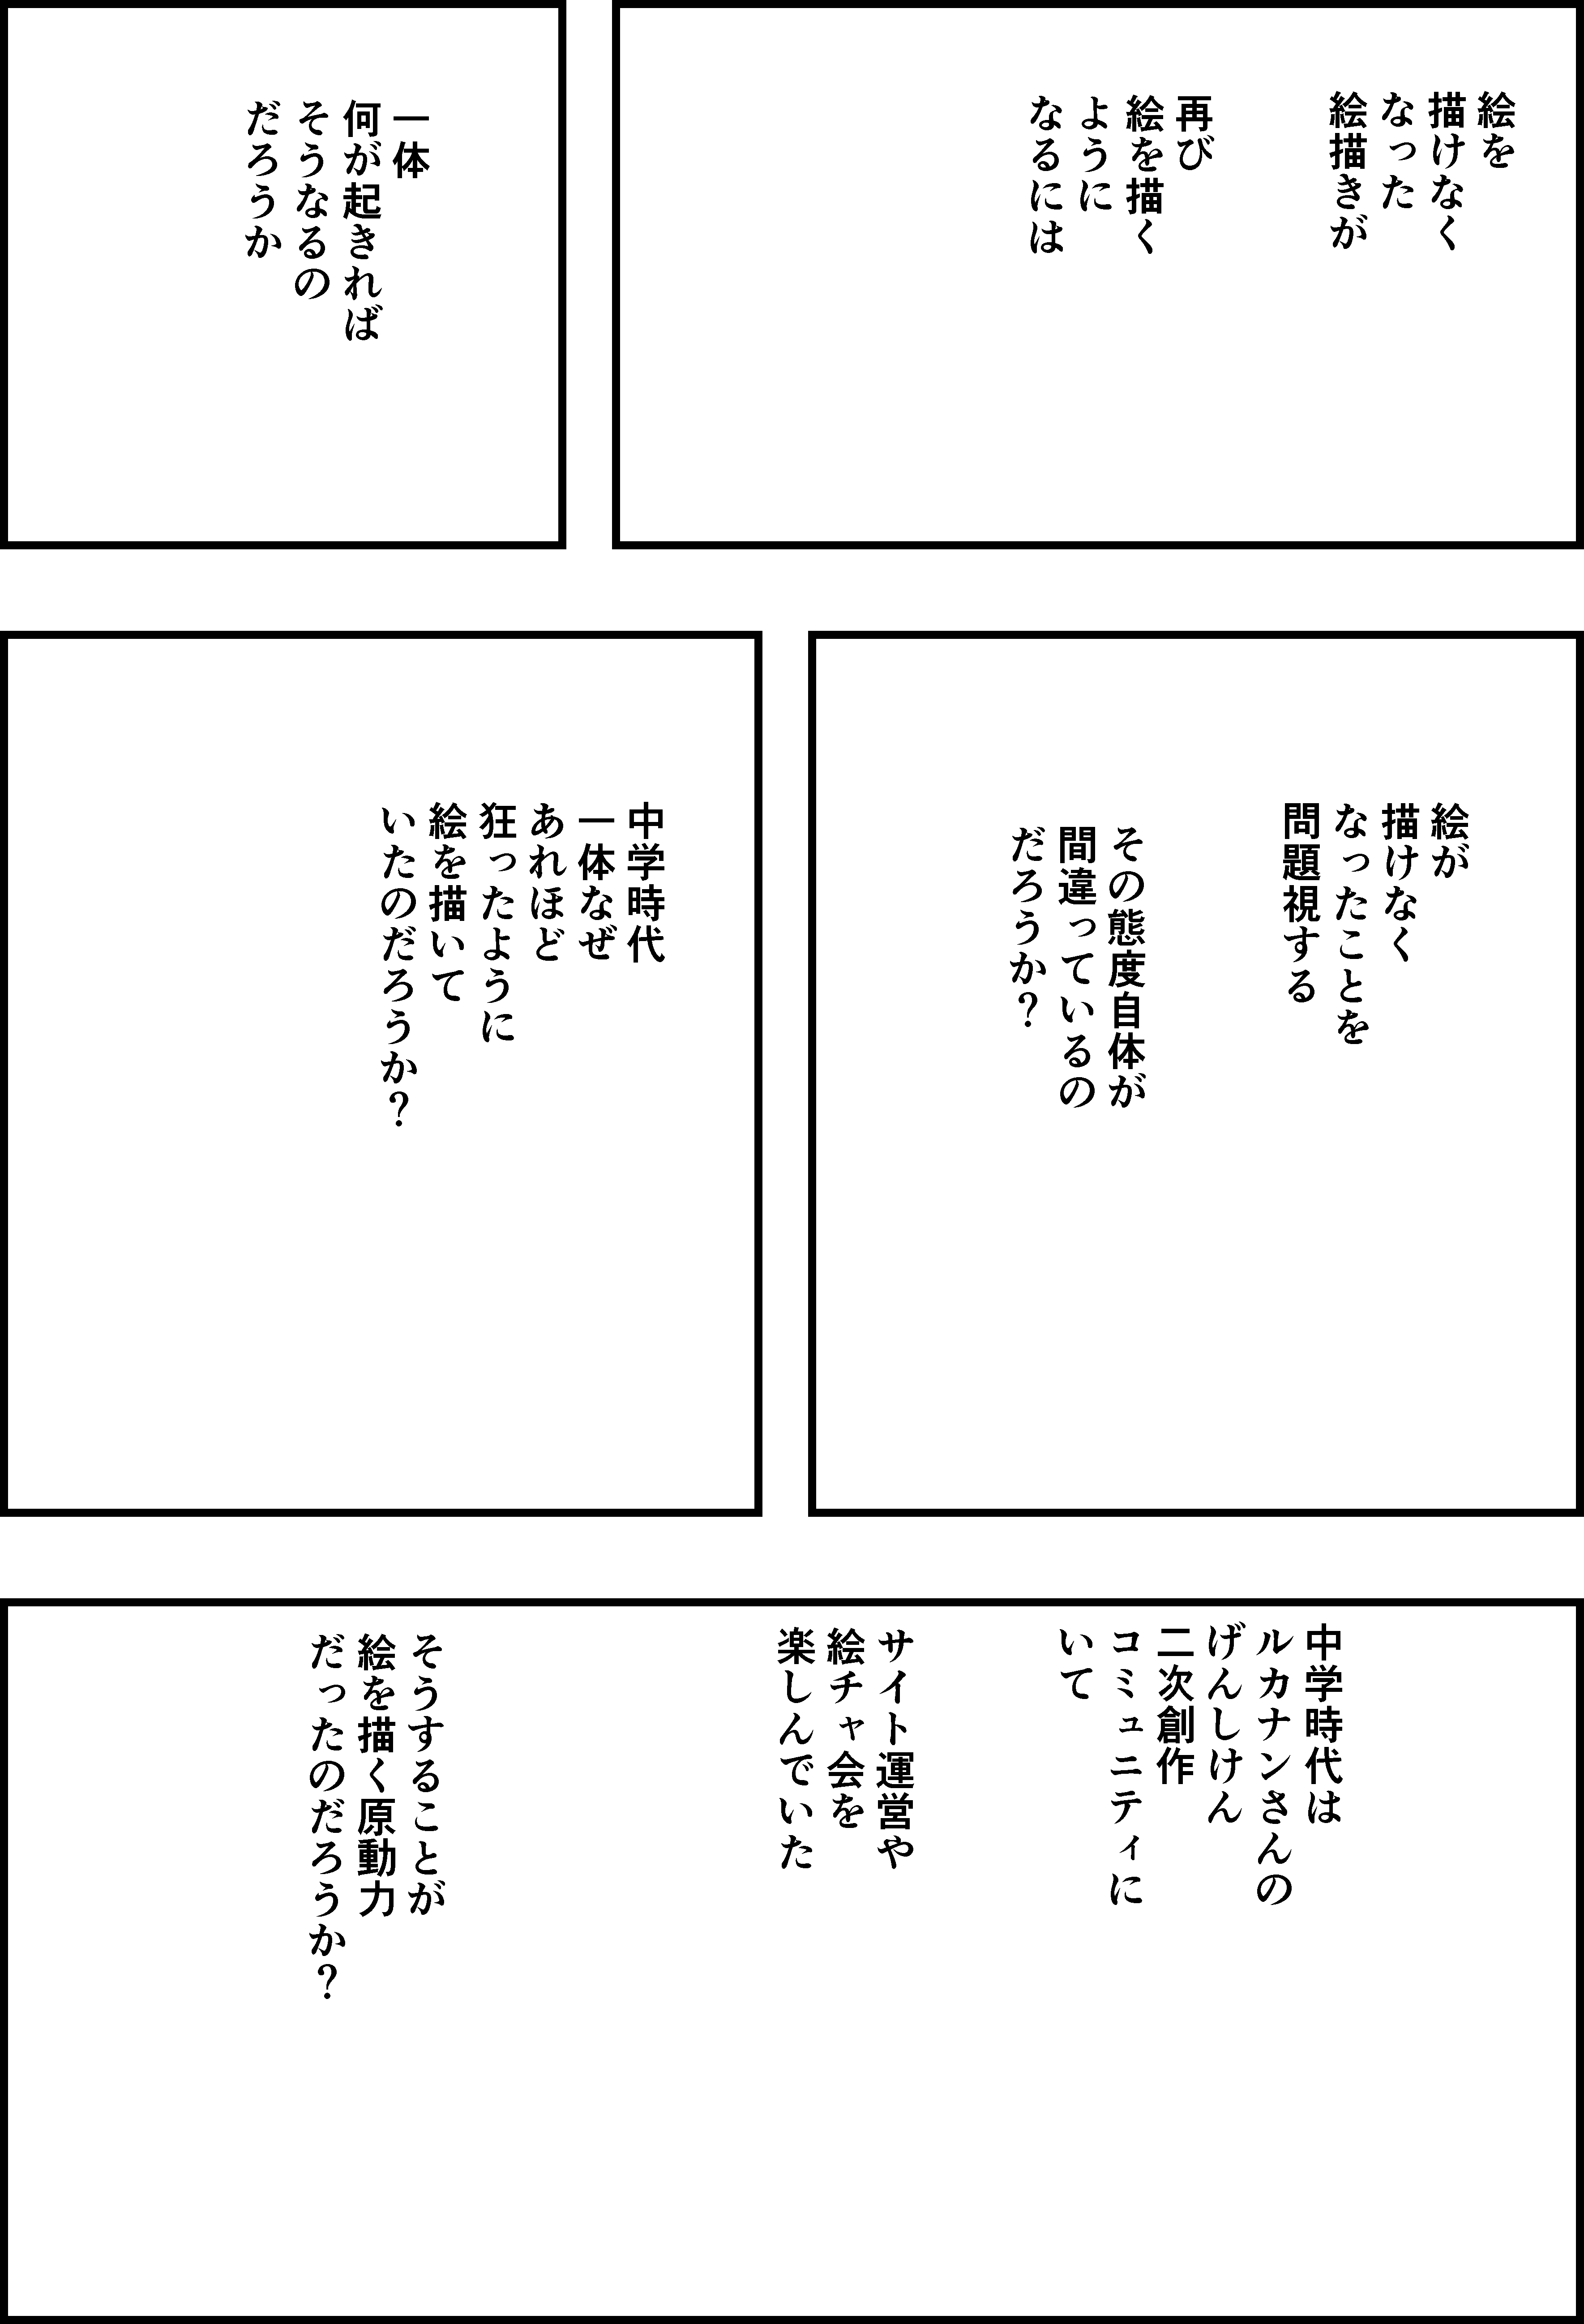 絵を
描けなく
なった
絵描きが
再び
絵を描く
ように
なるには
一体
何が起きれば
そうなるの
だろうか
絵が
描けなく
なったことを
問題視する
その態度自体が
間違っているの
だろうか?
中学時代
一体なぜ
あれほど
狂ったように
絵を描いて
いたのだろうか?
中学時代は
ルカナンさんの
げんしけん
二次創作
コミュニティに
いて
サイト運営や
絵チャ会を
楽しんでいた
そうすることが
絵を描く原動力
だったのだろうか?